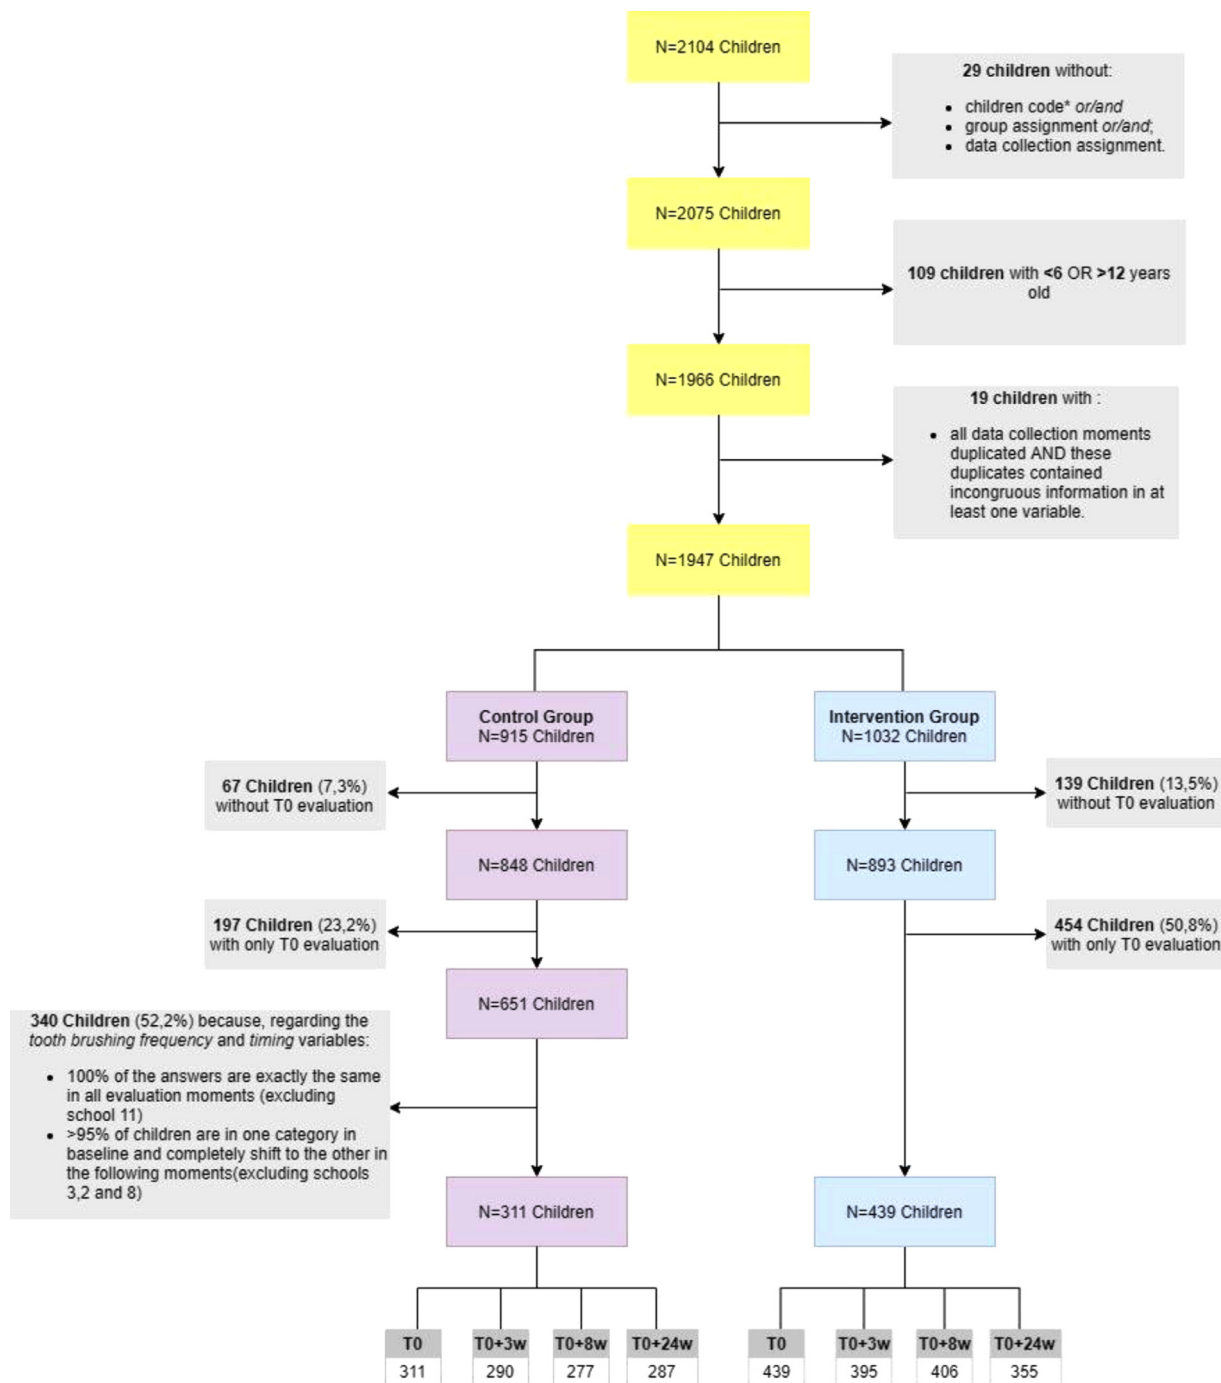 N=2104 Children
29 children without:
• children code* or/and
• group assignment or/and;
• data collection assignment.
N=2075 Children
109 children with <6 OR >12 years
old
N=1966 Children
19 children with :
• all data collection moments
duplicated AND these
duplicates contained
incongruous information in at
least one variable.
N=1947 Children
Control Group
N=915 Children
Intervention Group
N=1032 Children
67 Children (7,3%)
without T0 evaluation
139 Children (13,5%)
without T0 evaluation
N=848 Children
N=893 Children
197 Children (23,2%)
with only T0 evaluation
454 Children (50,8%)
with only T0 evaluation
N=651 Children
340 Children (52,2%) because, regarding the
tooth brushing frequency and timing variables:
• 100% of the answers are exactly the same
in all evaluation moments (excluding
school 11)
• >95% of children are in one category in
baseline and completely shift to the other in
the following moments(excluding schools
3,2 and 8)
N=311 Children
N=439 Children
T0 T0+3w T0+8w T0+24w
311 290 277 287
T0 T0+3w T0+8w T0+24w
439 395 406 355